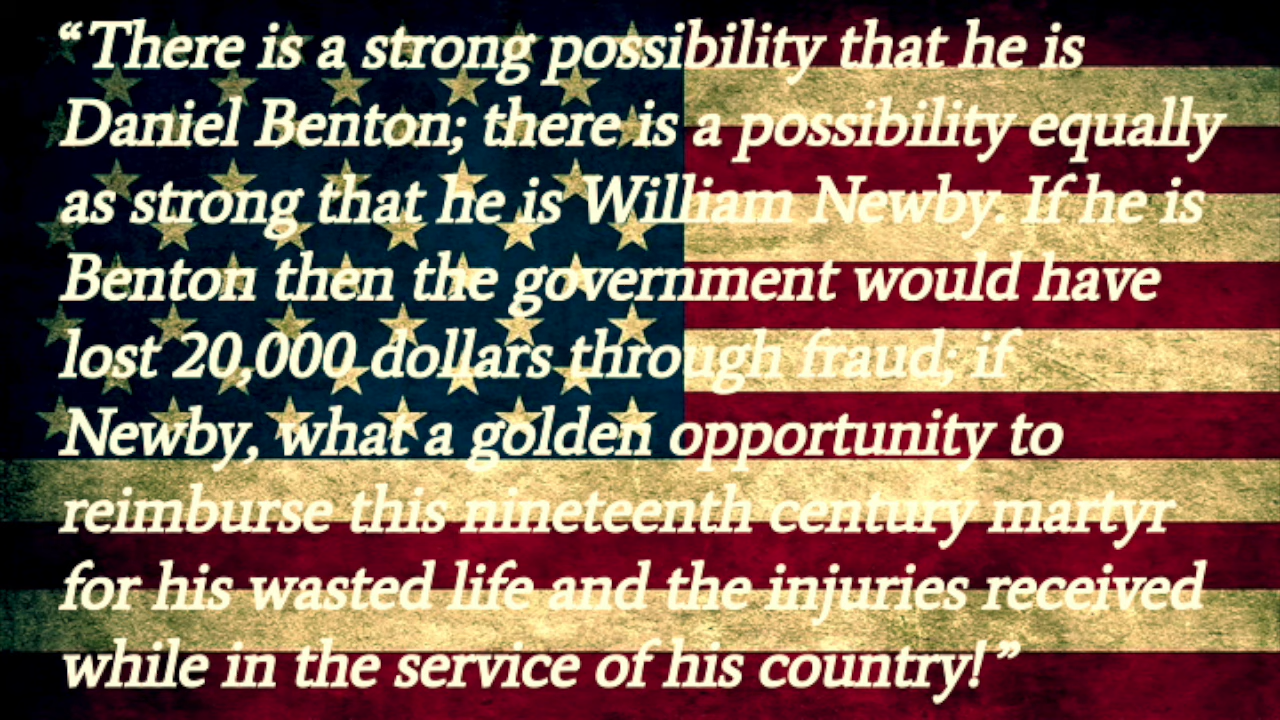 “There is a strong possibility that he is
Daniel Benton; there is a possibility equally
as strong that he is William Newby. If he is
Benton then the government would have
lost 20,000 dollars through fraud; if
Newby, what a golden opportunity to
reimburse this nineteenth century martyr
for his wasted life and the injuries received
while in the service of his country!”